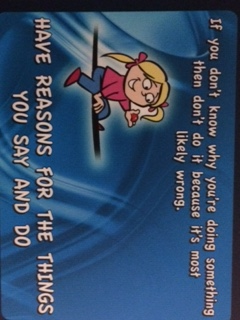 If you don't know why you're doing something
then don't do it because it's most
likely wrong.
HAVE REASONS FOR THE THINGS
YOU SAY AND DO